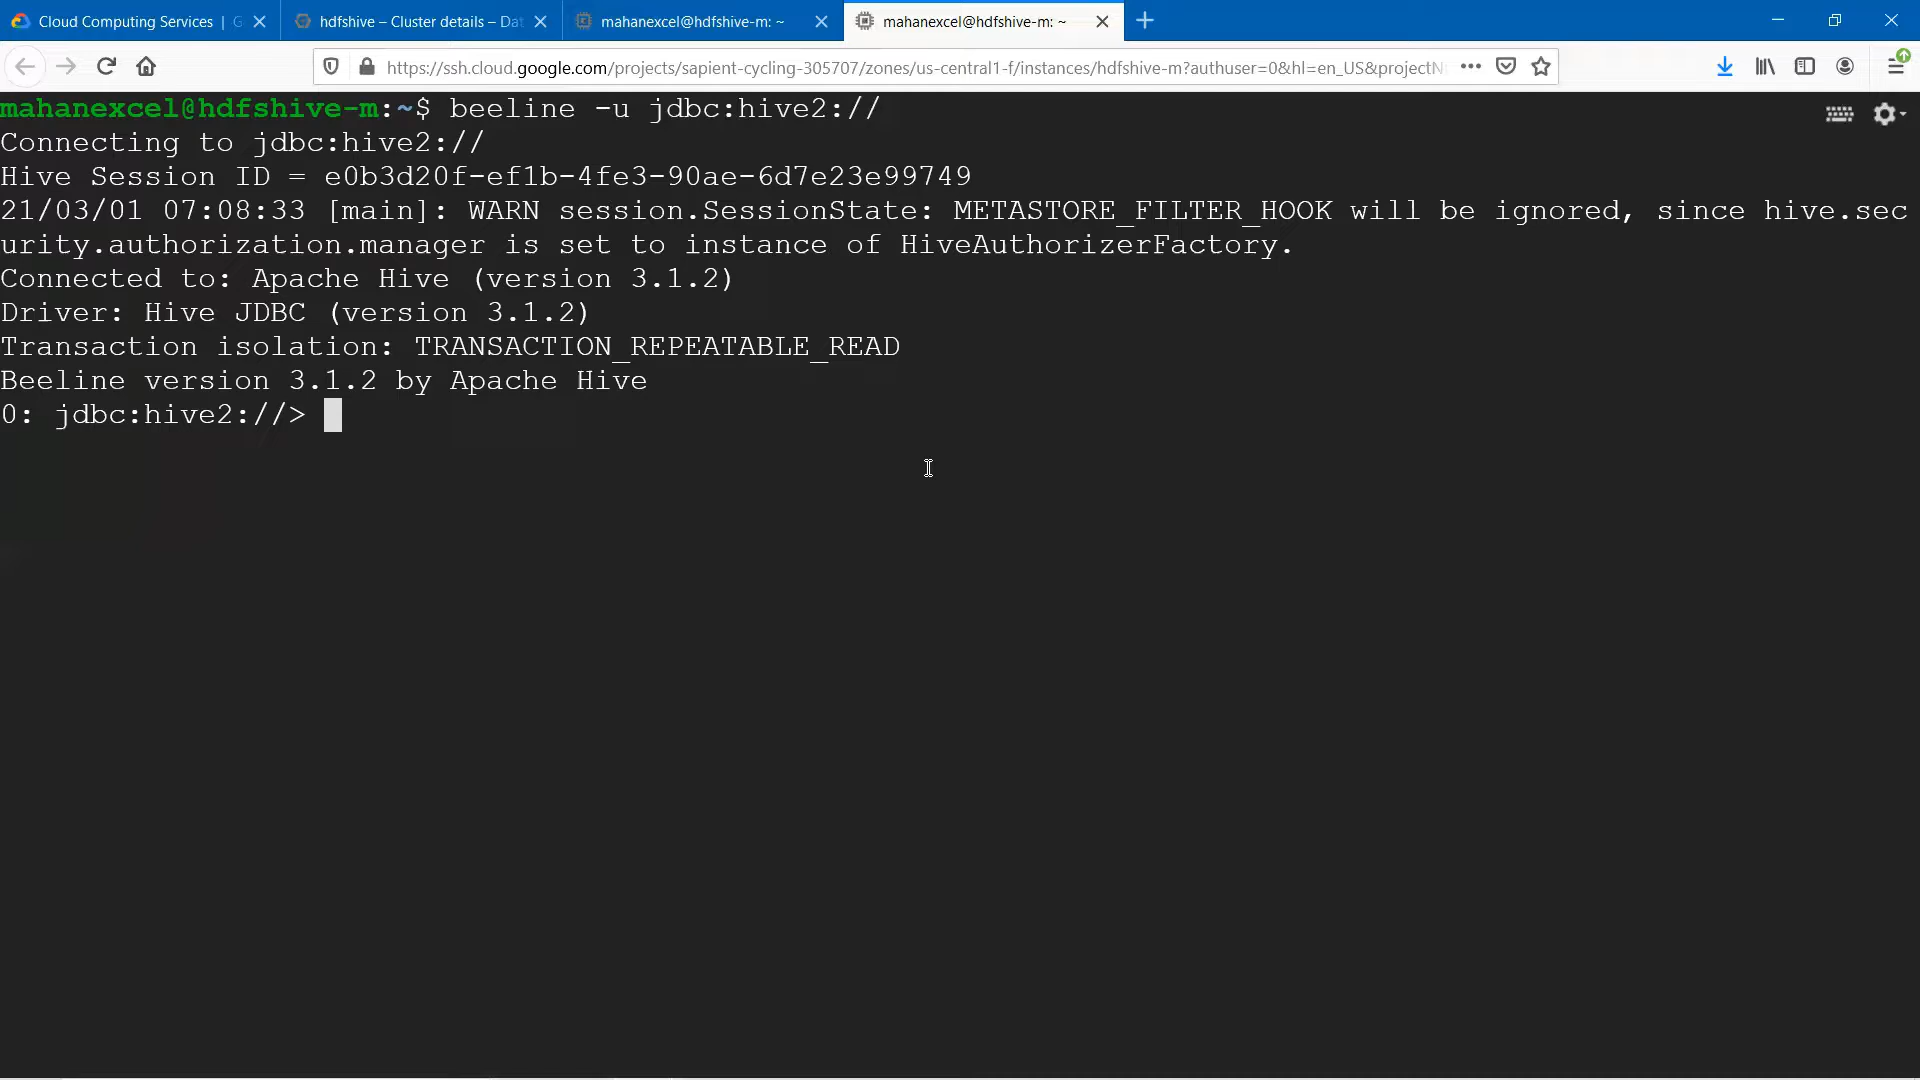 Cloud Computing Services | G
hdfshive – Cluster details – Dat
mahanexcel@hdfshive-m: ~
mahanexcel@hdfshive-m: ~
https://ssh.cloud.google.com/projects/sapient-cycling-305707/zones/us-central1-f/instances/hdfshive-m?authuser=0&hl=en_US&projectN
mahanexcel@hdfshive-m:~$ beeline -u jdbc:hive2://
Connecting to jdbc:hive2://
Hive Session ID = e0b3d20f-ef1b-4fe3-90ae-6d7e23e99749
21/03/01 07:08:33 [main]: WARN session.SessionState: METASTORE_FILTER_HOOK will be ignored, since hive.sec
urity.authorization.manager is set to instance of HiveAuthorizerFactory.
Connected to: Apache Hive (version 3.1.2)
Driver: Hive JDBC (version 3.1.2)
Transaction isolation: TRANSACTION_REPEATABLE_READ
Beeline version 3.1.2 by Apache Hive
0: jdbc:hive2://>